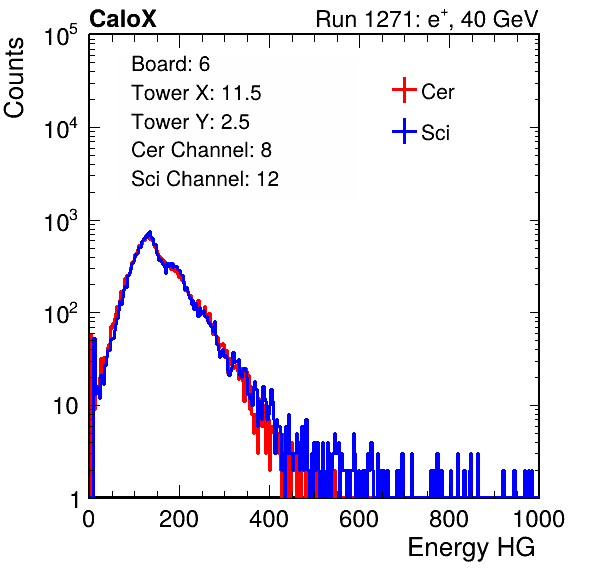 CaloX Run 1271: e⁺, 40 GeV
Counts
10⁵
10⁴
10³
10²
10
1
Board: 6
Tower X: 11.5
Tower Y: 2.5
Cer Channel: 8
Sci Channel: 12
Cer
Sci
0 200 400 600 800 1000
Energy HG